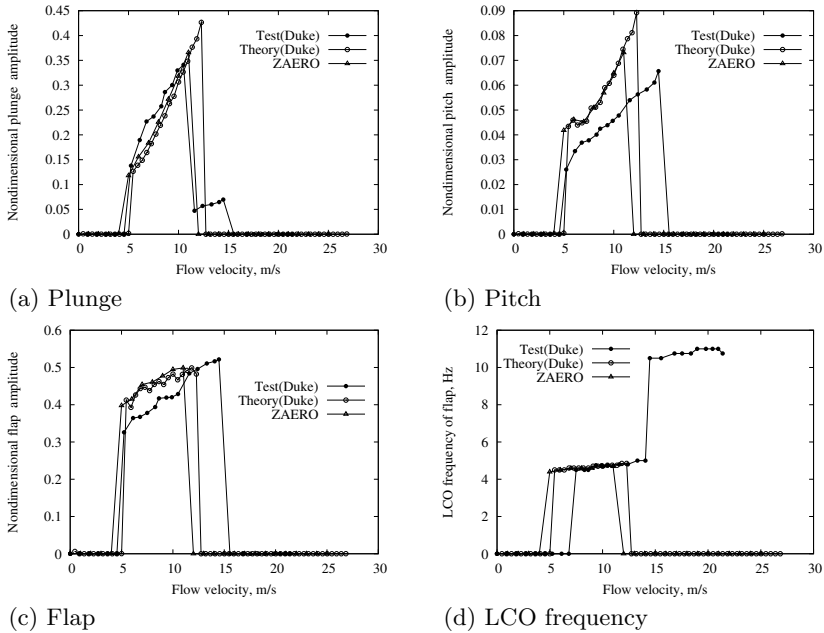 Nondimensional plunge amplitude
0.45
0.4
0.35
0.3
0.25
0.2
0.15
0.1
0.05
0
Test(Duke)
Theory(Duke)
ZAERO
0 5 10 15 20 25 30
Flow velocity, m/s
(a) Plunge
Nondimensional pitch amplitude
0.09
0.08
0.07
0.06
0.05
0.04
0.03
0.02
0.01
0.00
Test(Duke)
Theory(Duke)
ZAERO
0 5 10 15 20 25 30
Flow velocity, m/s
(b) Pitch
Nondimensional flap amplitude
0.6
0.5
0.4
0.3
0.2
0.1
0
Test(Duke)
Theory(Duke)
ZAERO
0 5 10 15 20 25 30
Flow velocity, m/s
(c) Flap
LCO frequency of flap, Hz
12
10
8
6
4
2
0
Test(Duke)
Theory(Duke)
ZAERO
0 5 10 15 20 25 30
Flow velocity, m/s
(d) LCO frequency